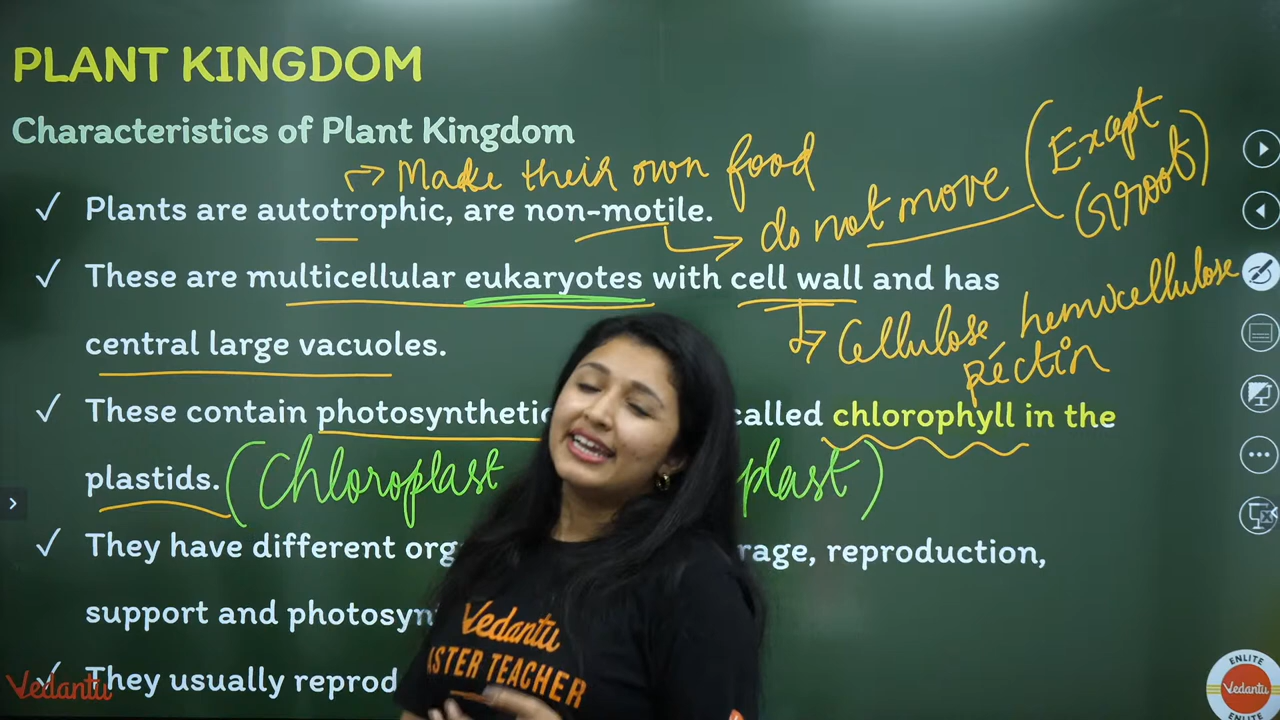 PLANT KINGDOM
Characteristics of Plant Kingdom
→ Make their own food
✓ Plants are autotrophic, are non-motile.
→ do not move (Except Groot)
✓ These are multicellular eukaryotes with cell wall and has
→ Cellulose hemicellulose
pectin
central large vacuoles.
✓ These contain photosynthetic called chlorophyll in the
plastids. (Chloroplast plast)
✓ They have different org rage, reproduction,
support and photosyn
✓ They usually reprod
Vedantu
Vedantu
ASTER TEACHER
ENLITE
Vedantu
ENLITE